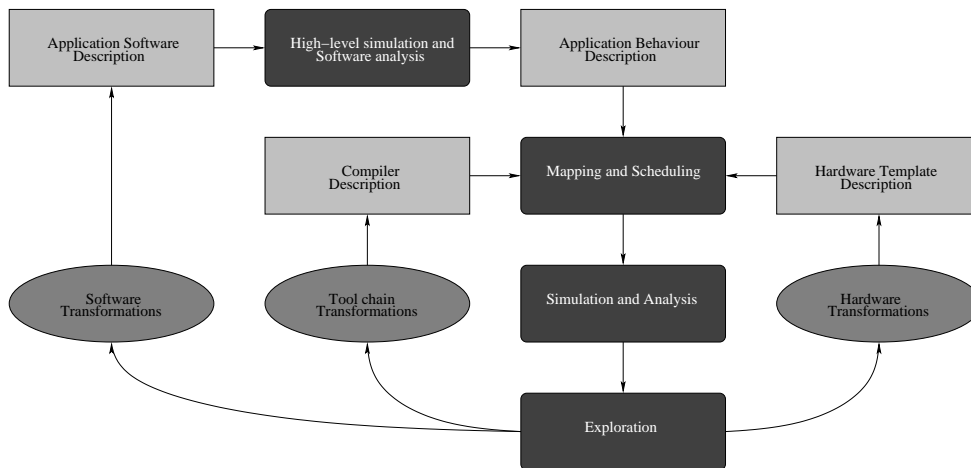 Application Software
Description
High−level simulation and
Software analysis
Application Behaviour
Description
Compiler
Description
Mapping and Scheduling
Hardware Template
Description
Software
Transformations
Tool chain
Transformations
Simulation and Analysis
Hardware
Transformations
Exploration